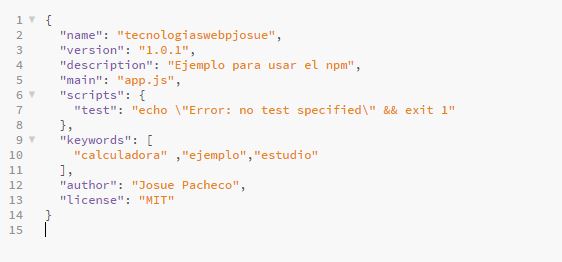 1 {
2 "name": "tecnologiaswebpjosue",
3 "version": "1.0.1",
4 "description": "Ejemplo para usar el npm",
5 "main": "app.js",
6 "scripts": {
7 "test": "echo \"Error: no test specified\" && exit 1"
8 },
9 "keywords": [
10 "calculadora" ,"ejemplo","estudio"
11 ],
12 "author": "Josue Pacheco",
13 "license": "MIT"
14 }
15